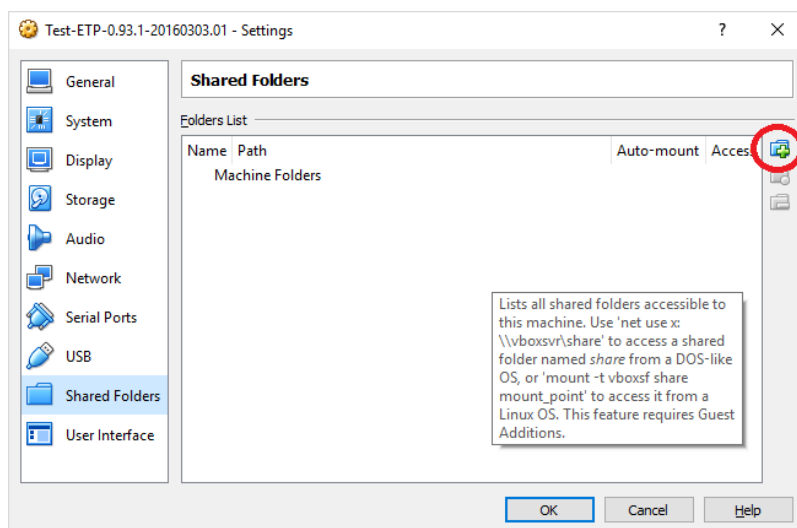 Test-ETP-0.93.1-20160303.01 - Settings
?
General
System
Display
Storage
Audio
Network
Serial Ports
USB
Shared Folders
User Interface
Shared Folders
Folders List
Name Path Auto-mount Acces
Machine Folders
Lists all shared folders accessible to
this machine. Use 'net use x:
\\vboxsvr\share' to access a shared
folder named share from a DOS-like
OS, or 'mount -t vboxsf share
mount_point' to access it from a
Linux OS. This feature requires Guest
Additions.
OK Cancel Help